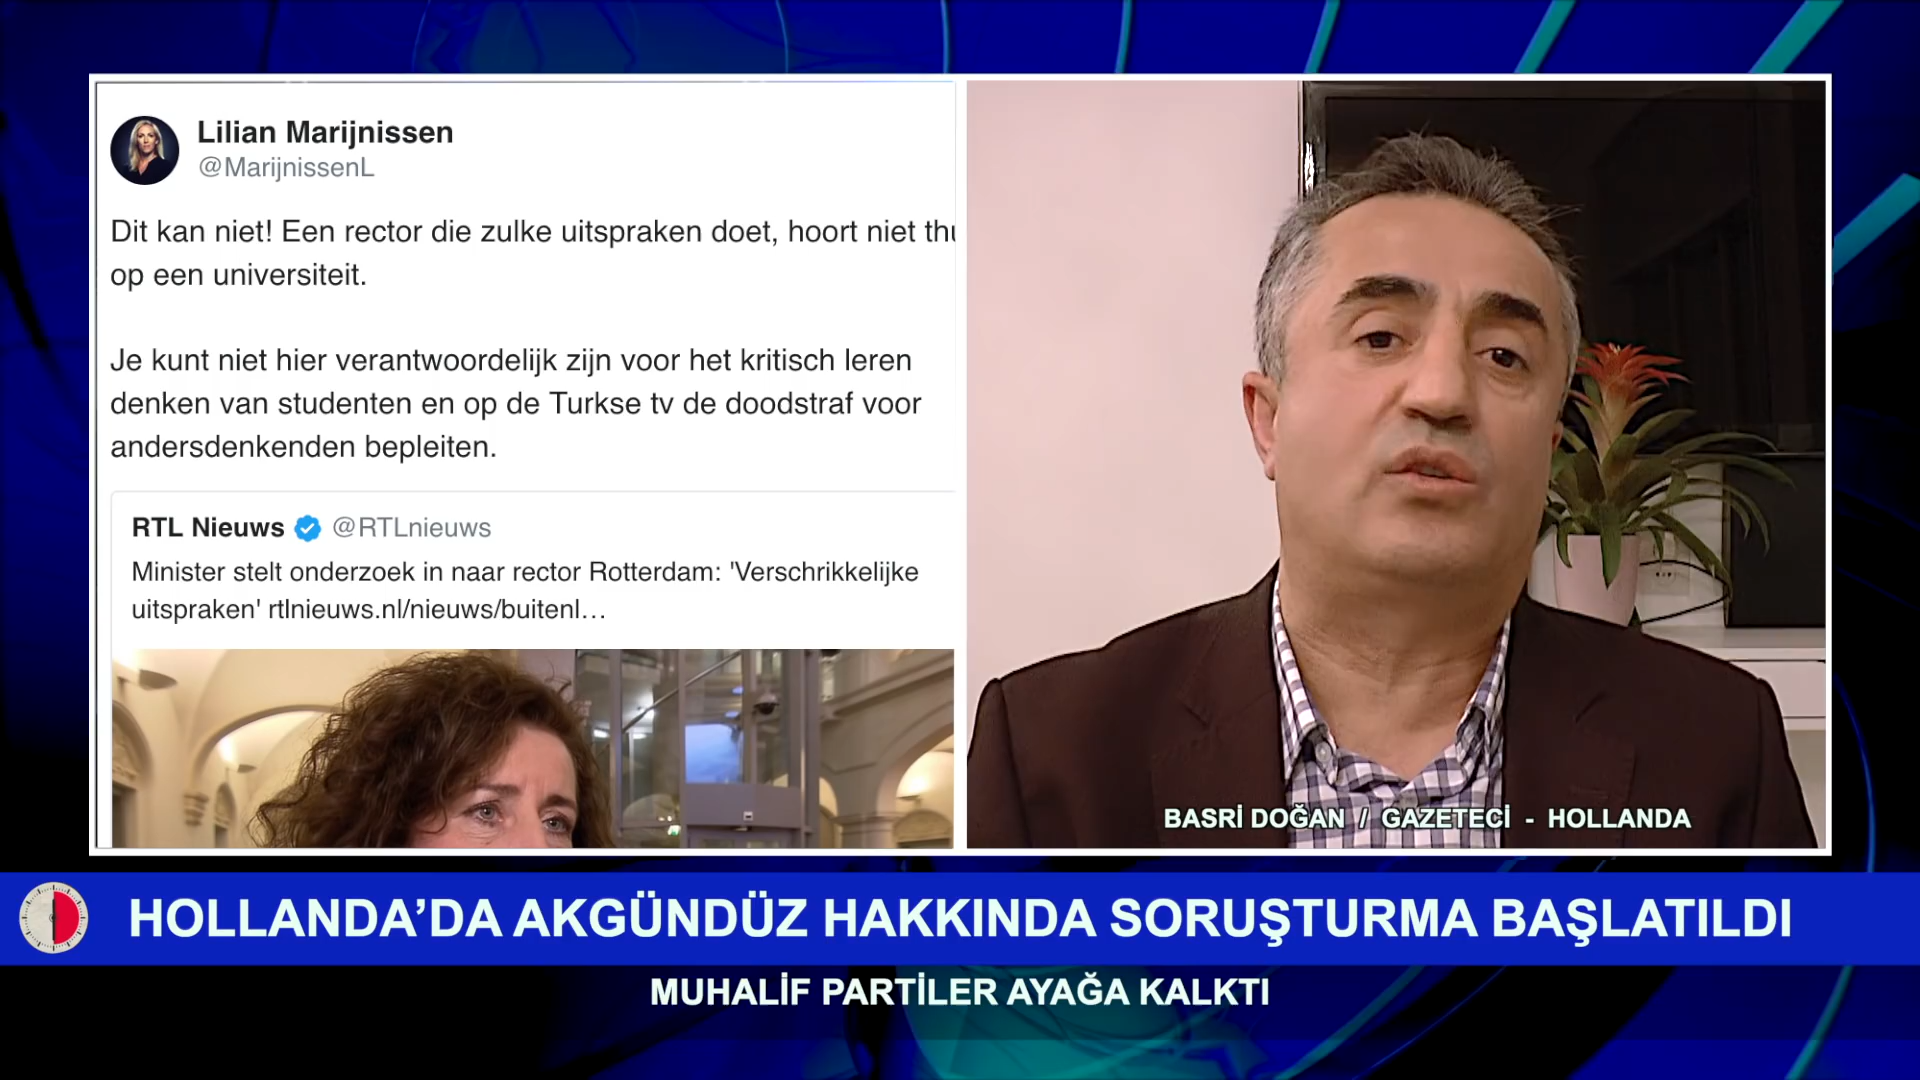 Lilian Marijnissen
@MarijnissenL
Dit kan niet! Een rector die zulke uitspraken doet, hoort niet thu
op een universiteit.
Je kunt niet hier verantwoordelijk zijn voor het kritisch leren
denken van studenten en op de Turkse tv de doodstraf voor
andersdenkenden bepleiten.
RTL Nieuws @RTLnieuws
Minister stelt onderzoek in naar rector Rotterdam: 'Verschrikkelijke
uitspraken' rtlnieuws.nl/nieuws/buitenl…
BASRİ DOĞAN / GAZETECİ - HOLLANDA
HOLLANDA’DA AKGÜNDÜZ HAKKINDA SORUŞTURMA BAŞLATILDI
MUHALİF PARTİLER AYAĞA KALKTI